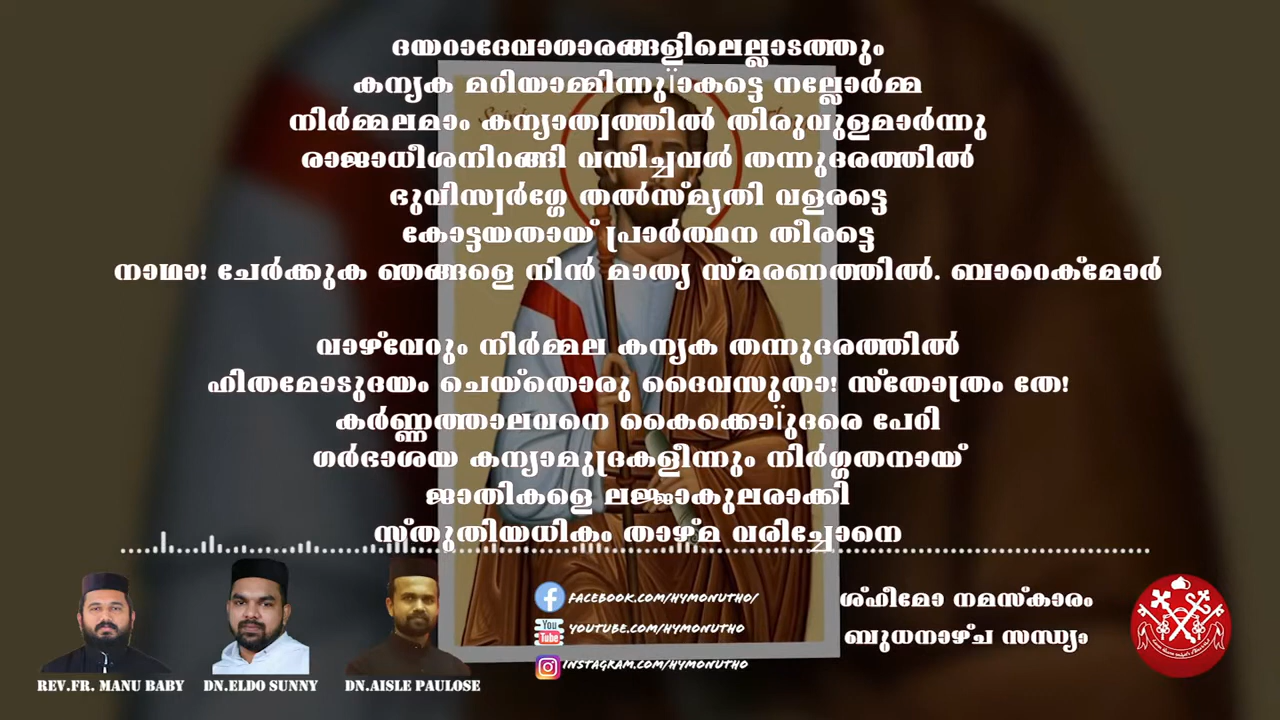 ദയറാദേവാഗാരങ്ങളിലെല്ലാടത്തും
കന്യക മറിയാമ്മിന്നുÏാകട്ടെ നല്ലോർമ്മ
നിർമ്മലമാം കന്യാത്വത്തിൽ തിരുവുളമാർന്നു
രാജാധീശനിറങ്ങി വസിച്ചവൾ തന്നുദരത്തിൽ
ഭുവിസ്വർഗ്ഗേ തൽസ്മൃതി വളരട്ടെ
കോട്ടയതായ് പ്രാർത്ഥന തീരട്ടെ
നാഥാ! ചേർക്കുക ഞങ്ങളെ നിൻ മാതൃ സ്മരണത്തിൽ. ബാറെക്മോർ
വാഴ്‌വേറും നിർമ്മല കന്യക തന്നുദരത്തിൽ
ഹിതമോടുദയം ചെയ്തൊരു ദൈവസുതാ! സ്തോത്രം തേ!
കർണ്ണത്താലവനെ കൈക്കൊÏുദരെ പേറി
ഗർഭാശയ കന്യാമുദ്രകളീന്നും നിർഗ്ഗതനായ്
ജാതികളെ ലജ്ജാകുലരാക്കി
സ്തുതിയധികം താഴ്മ വരിച്ചോനെ
FACEBOOK.COM/HYMONUTHO/
YOUTUBE.COM/HYMONUTHO
INSTAGRAM.COM/HYMONUTHO
ശ്ഹീമോ നമസ്കാരം
ബുധനാഴ്ച സന്ധ്യാ
REV.FR. MANU BABY
DN.ELDO SUNNY
DN.AISLE PAULOSE
You
Tube